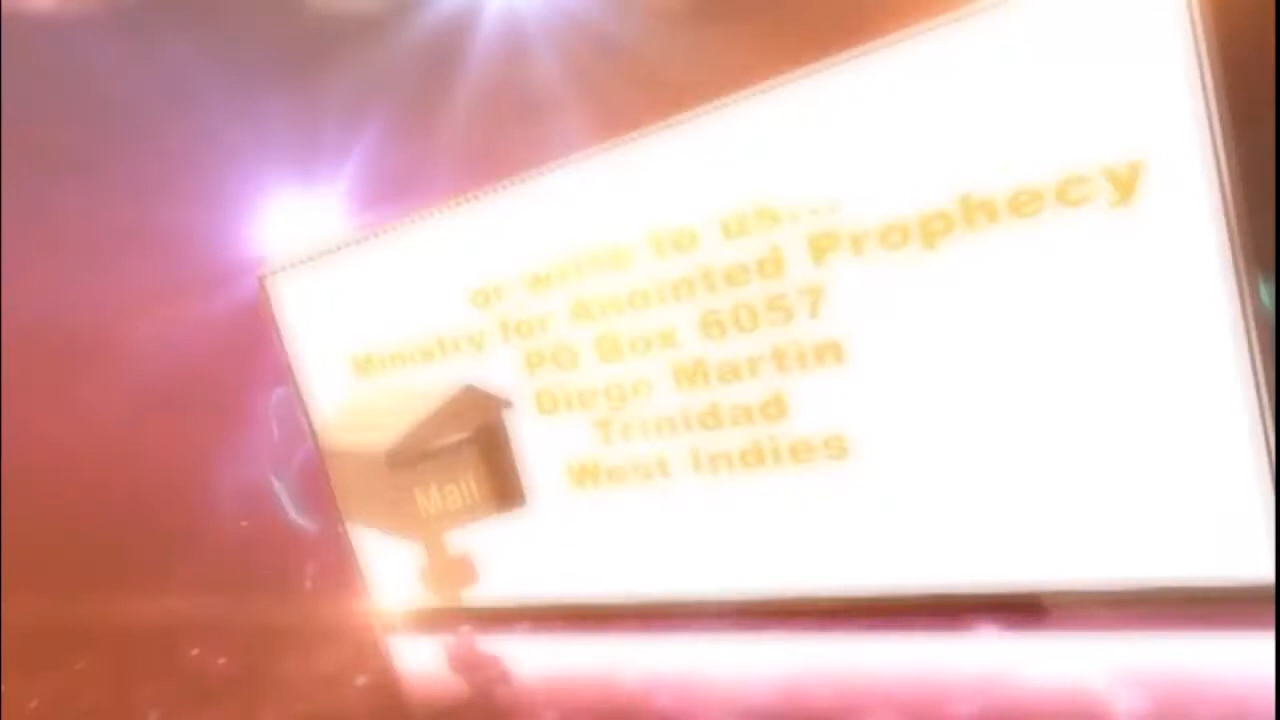 or write to us...
Ministry for Anointed Prophecy
PO Box 6057
Diego Martin
Trinidad
West Indies
Mail